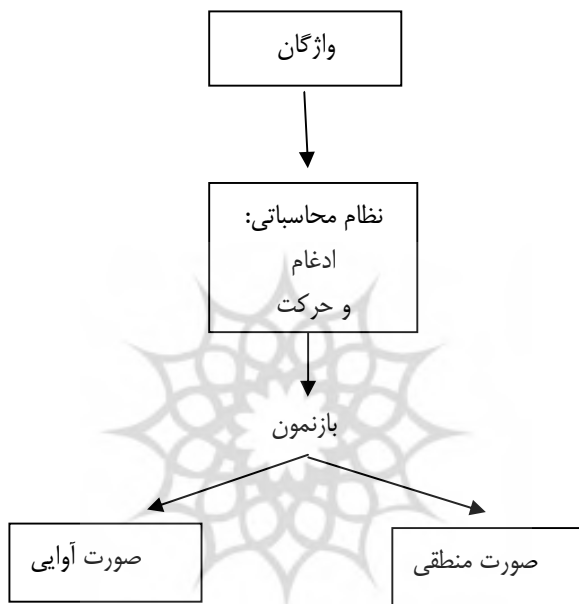 واژگان
نظام محاسباتی:
ادغام
و حرکت
بازنمون
صورت منطقی
صورت آوایی